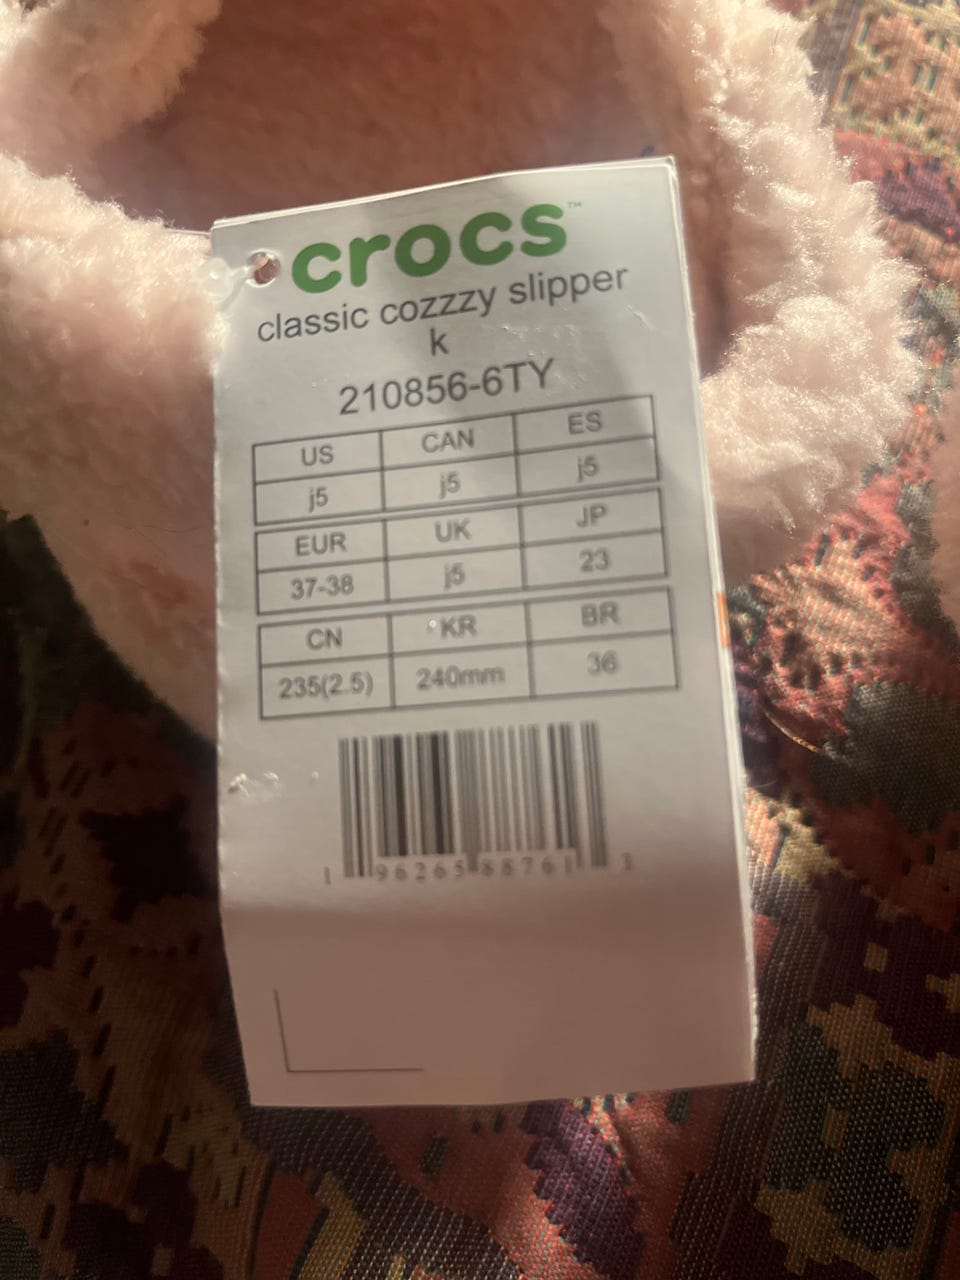 crocs™
classic cozzzy slipper
k
210856-6TY
US CAN ES
j5 j5 j5
EUR UK JP
37-38 j5 23
CN KR BR
235(2.5) 240mm 36
1 96265 88761 3